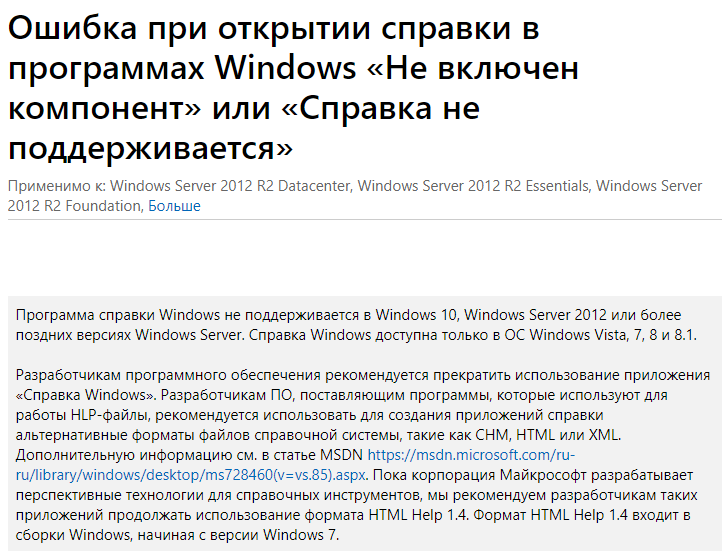 Ошибка при открытии справки в
программах Windows «Не включен
компонент» или «Справка не
поддерживается»
Применимо к: Windows Server 2012 R2 Datacenter, Windows Server 2012 R2 Essentials, Windows Server
2012 R2 Foundation, Больше
Программа справки Windows не поддерживается в Windows 10, Windows Server 2012 или более
поздних версиях Windows Server. Справка Windows доступна только в ОС Windows Vista, 7, 8 и 8.1.
Разработчикам программного обеспечения рекомендуется прекратить использование приложения
«Справка Windows». Разработчикам ПО, поставляющим программы, которые используют для
работы HLP-файлы, рекомендуется использовать для создания приложений справки
альтернативные форматы файлов справочной системы, такие как CHM, HTML или XML.
Дополнительную информацию см. в статье MSDN https://msdn.microsoft.com/ru-
ru/library/windows/desktop/ms728460(v=vs.85).aspx. Пока корпорация Майкрософт разрабатывает
перспективные технологии для справочных инструментов, мы рекомендуем разработчикам таких
приложений продолжать использование формата HTML Help 1.4. Формат HTML Help 1.4 входит в
сборки Windows, начиная с версии Windows 7.